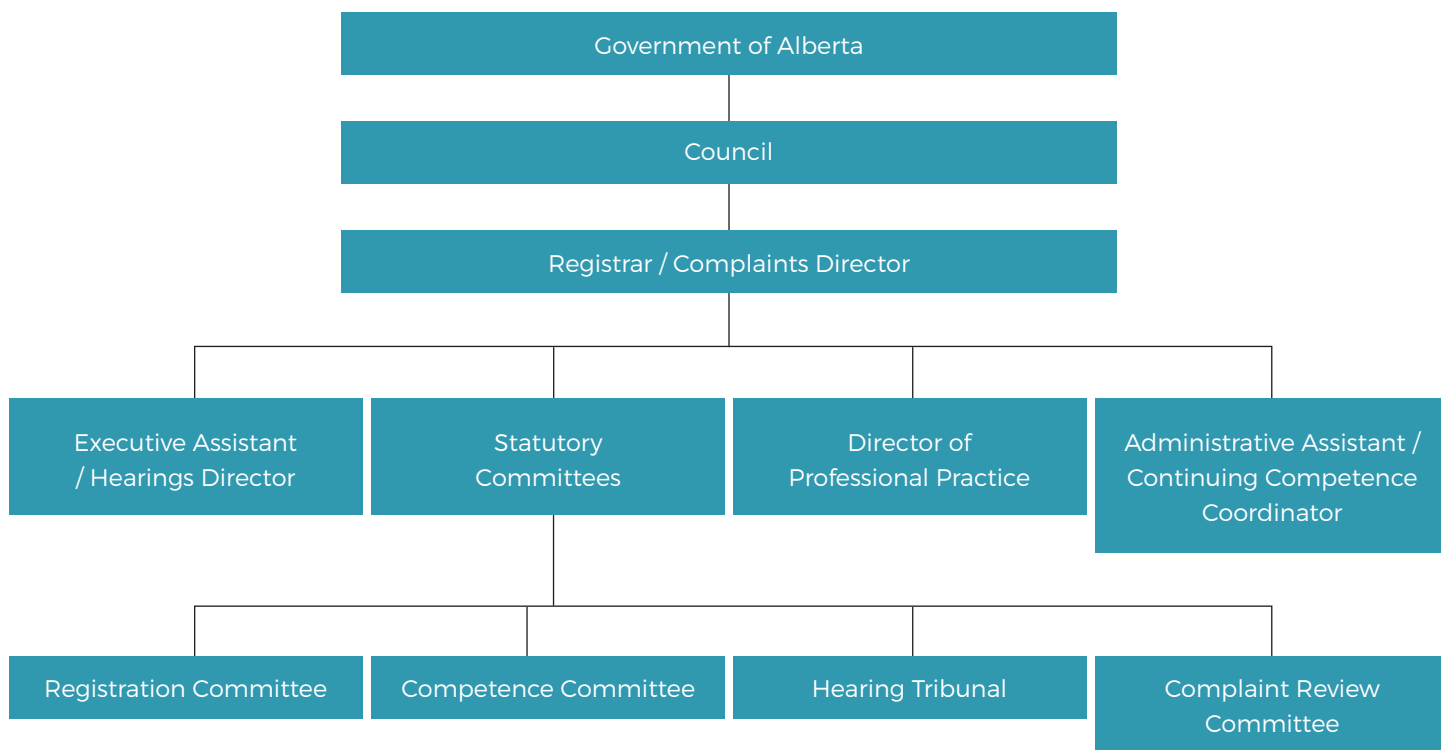 Government of Alberta
Council
Registrar / Complaints Director
Executive Assistant
/ Hearings Director
Statutory
Committees
Director of
Professional Practice
Administrative Assistant /
Continuing Competence
Coordinator
Registration Committee
Competence Committee
Hearing Tribunal
Complaint Review
Committee